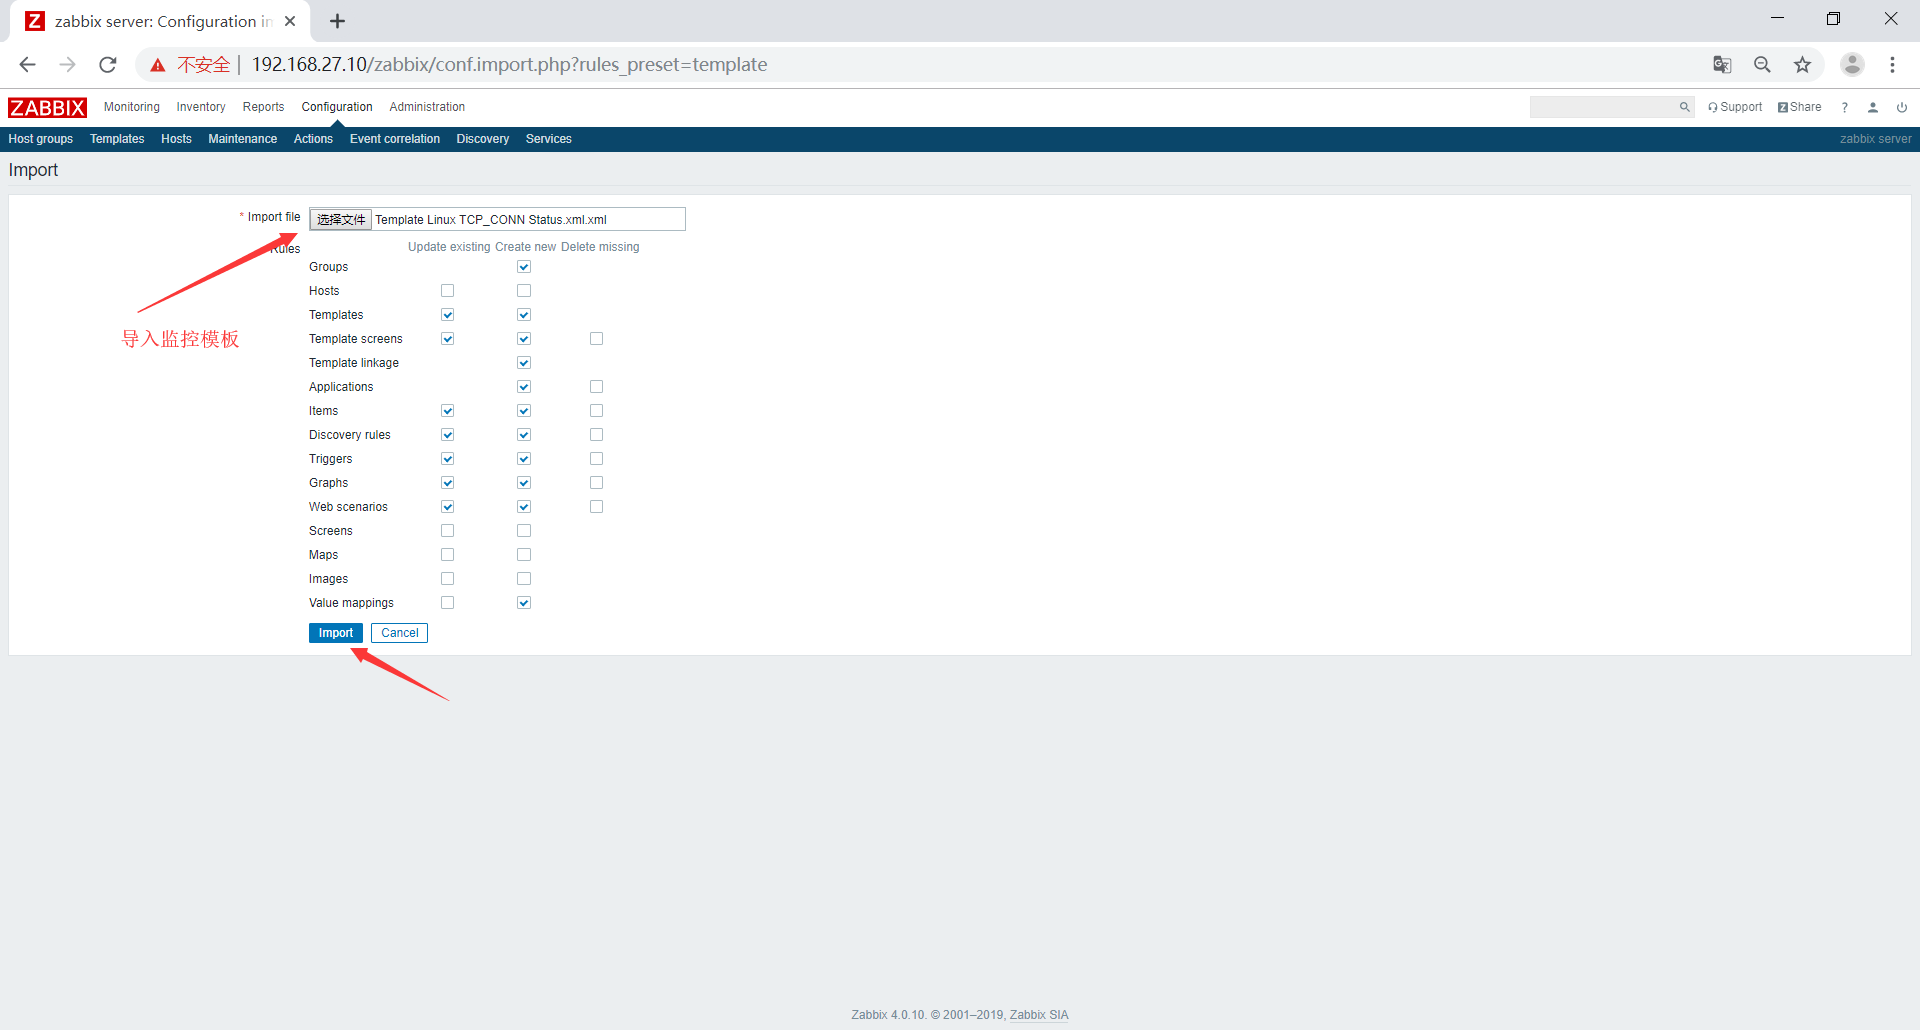 zabbix server: Configuration in
不安全 192.168.27.10/zabbix/conf.import.php?rules_preset=template
ZABBIX Monitoring Inventory Reports Configuration Administration Support Z Share ?
Host groups Templates Hosts Maintenance Actions Event correlation Discovery Services zabbix server
Import
* Import file 选择文件 Template Linux TCP_CONN Status.xml.xml
Rules Update existing Create new Delete missing
Groups
Hosts
Templates
导入监控模板
Template screens
Template linkage
Applications
Items
Discovery rules
Triggers
Graphs
Web scenarios
Screens
Maps
Images
Value mappings
Import Cancel
Zabbix 4.0.10. © 2001–2019, Zabbix SIA